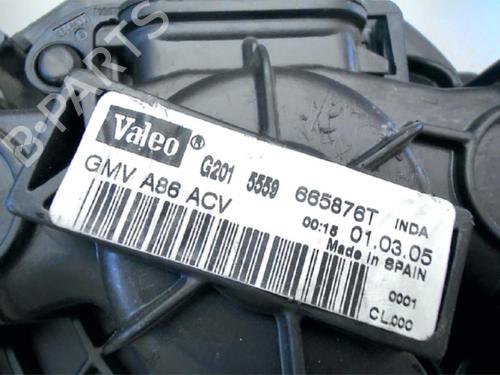 B-PARTS
Valeo ® G201 5559 665876T INDA
GMV A86 ACV 00:15 01.03.05
Made in SPAIN
0001
CL.000